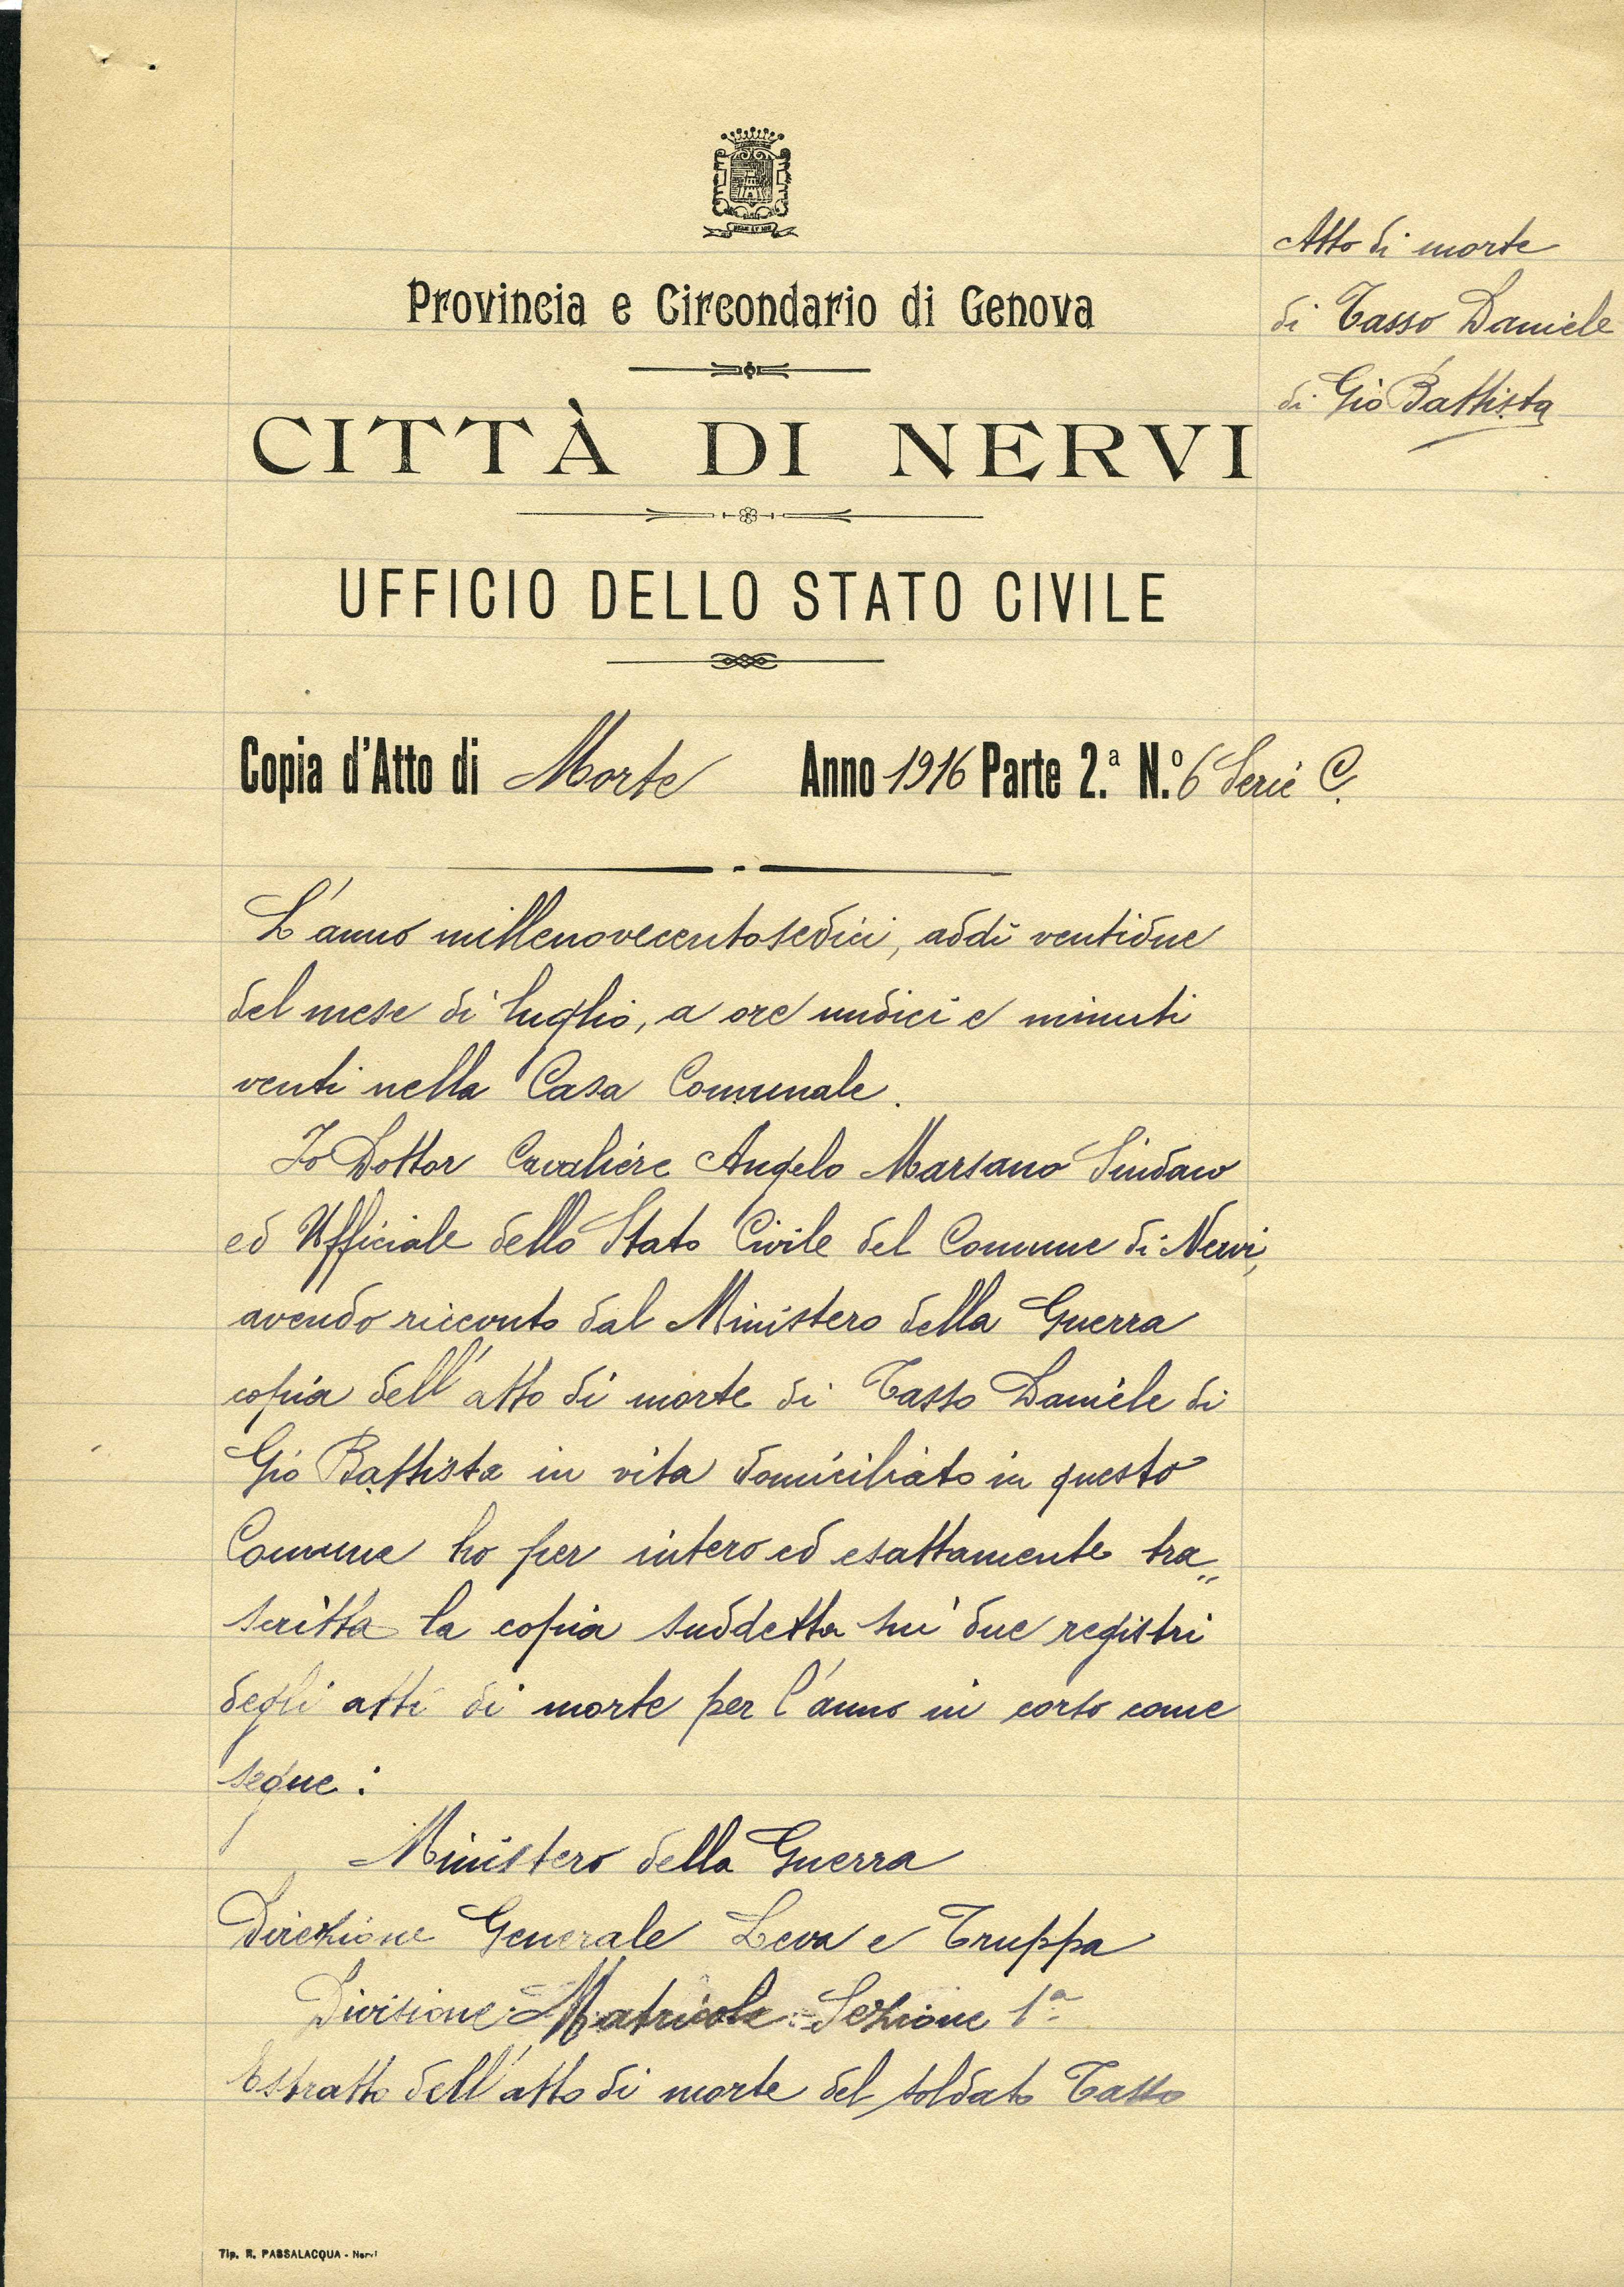 Provincia e Circondario di Genova
CITTÀ DI NERVI
UFFICIO DELLO STATO CIVILE
Atto di morte
di Tasso Daniele
di Gio Battista
Copia d'Atto di Morte Anno 1916 Parte 2.ª N.º 6 Serie C.
L'anno millenovecentosedici, addì ventidue
del mese di luglio, a ore undici e minuti
venti nella Casa Comunale.
Io Dottor Cavaliere Angelo Marsano Sindaco
ed Ufficiale dello Stato Civile del Comune di Nervi,
avendo ricevuto dal Ministero della Guerra
copia dell'atto di morte di Tasso Daniele di
Gio Battista in vita domiciliato in questo
Comune ho per intero ed esattamente tra„
scritta la copia suddetta sui due registri
degli atti di morte per l'anno in corso come
segue:
Ministero della Guerra
Direzione Generale Leva e Truppa
Divisione Matricole Sezione 1ª
Estratto dell'atto di morte del soldato Tasso
Tip. R. PASSALACQUA - Nervi